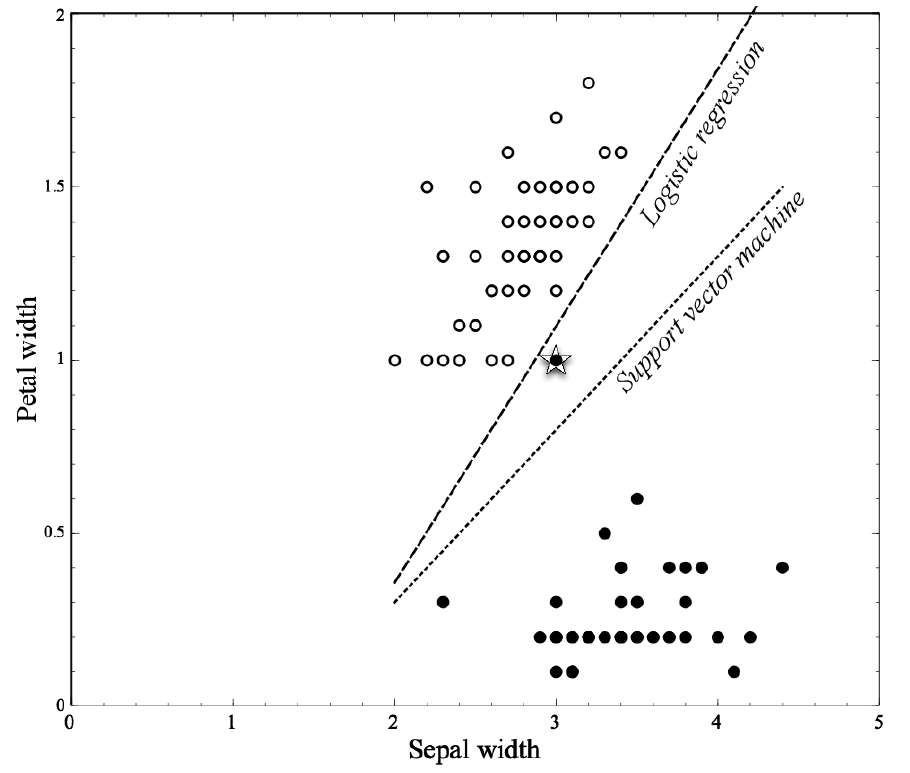 2
1.5
1
0.5
0
0
1
2
3
4
5
Petal width
Sepal width
Logistic regression
Support vector machine